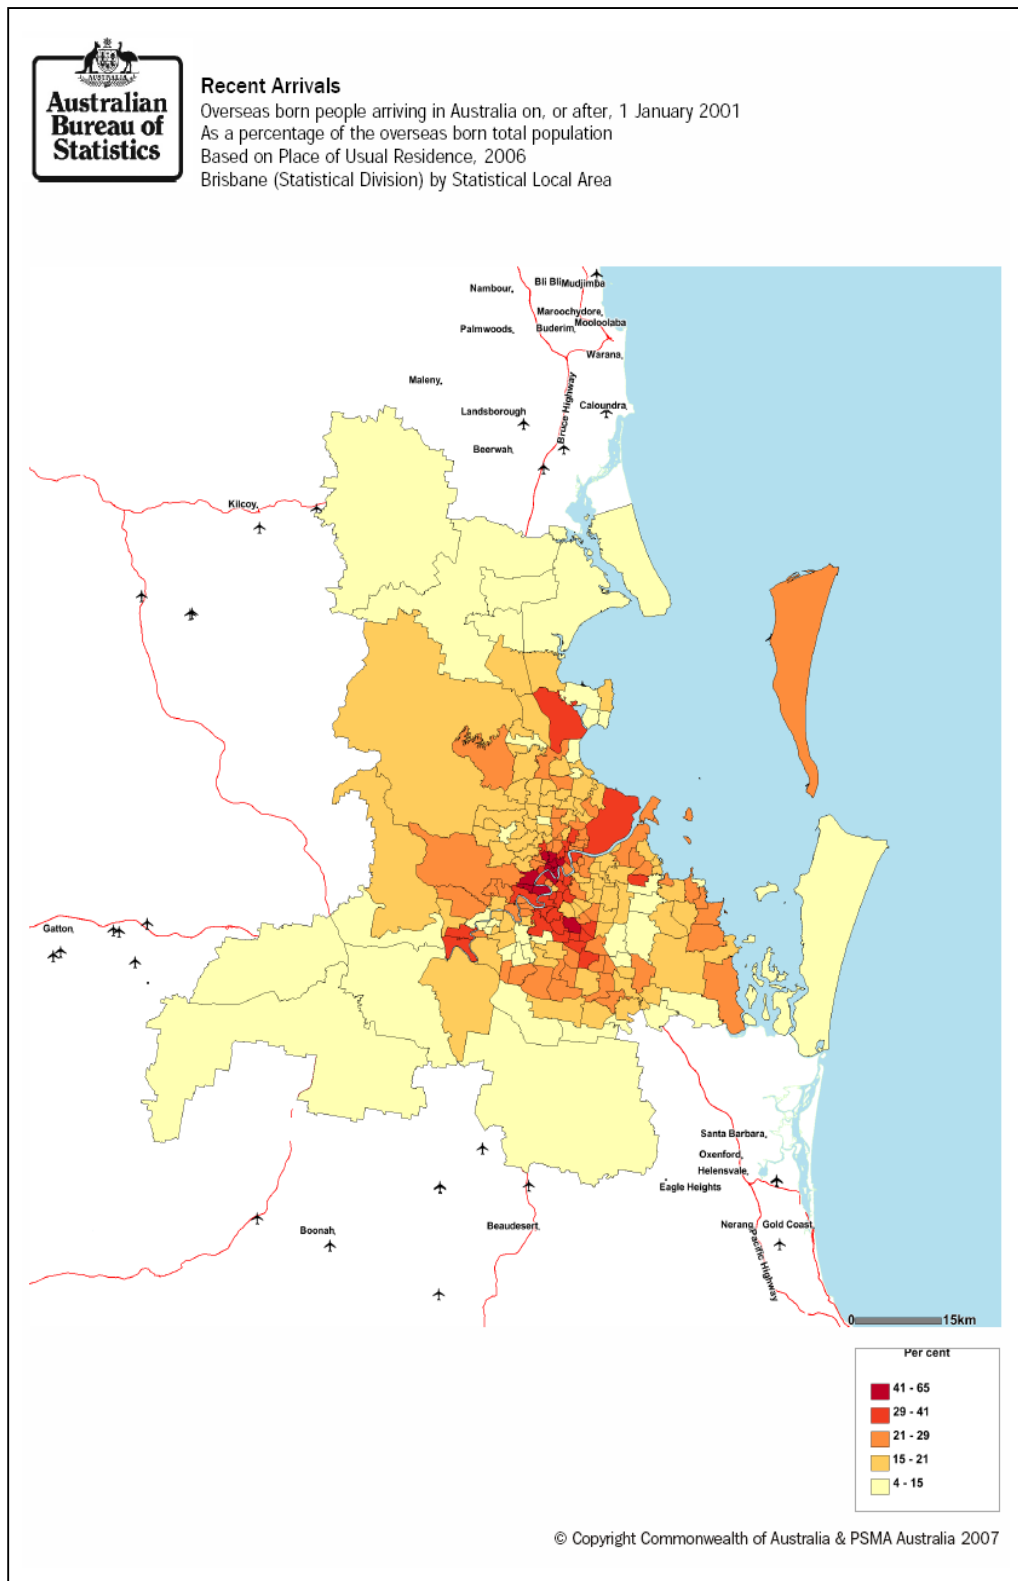 AUSTRALIA
Australian
Bureau of
Statistics
Recent Arrivals
Overseas born people arriving in Australia on, or after, 1 January 2001
As a percentage of the overseas born total population
Based on Place of Usual Residence, 2006
Brisbane (Statistical Division) by Statistical Local Area
Nambour
Bli Bli
Mudjimba
Maroochydore
Mooloolaba
Palmwoods
Buderim
Warana
Maleny
Bruce Highway
Landsborough
Caloundra
Beerwah
Kilcoy
Gatton
Santa Barbara
Oxenford
Helensvale
Eagle Heights
Boonah
Beaudesert
Nerang
Gold Coast
Pacific Highway
0 15km
Per cent
41 - 65
29 - 41
21 - 29
15 - 21
4 - 15
© Copyright Commonwealth of Australia & PSMA Australia 2007